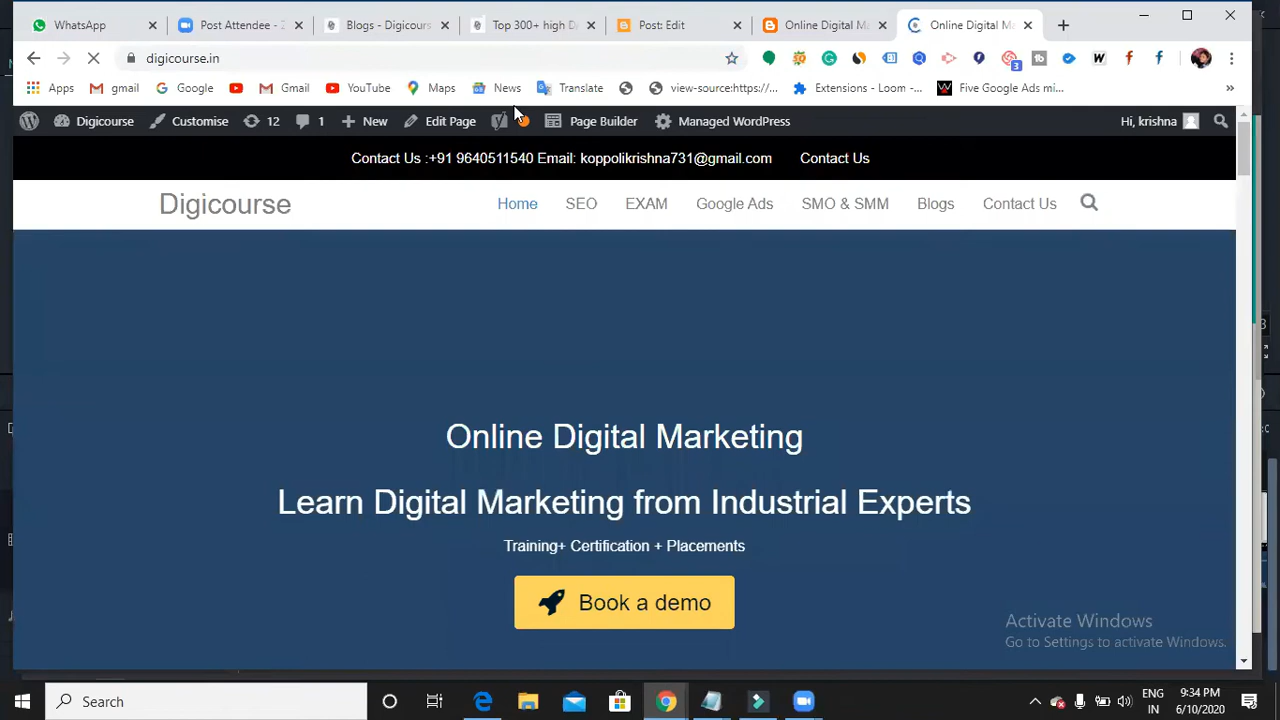 WhatsApp Post Attendee - Z Blogs - Digicours Top 300+ high Da Post: Edit Online Digital Ma Online Digital Ma
digicourse.in
Apps gmail Google Gmail YouTube Maps News Translate view-source:https://... Extensions - Loom -... Five Google Ads mi... »
3
Digicourse Customise 12 1 New Edit Page Page Builder Managed WordPress Hi, krishna
Contact Us :+91 9640511540 Email: koppolikrishna731@gmail.com Contact Us
Digicourse Home SEO EXAM Google Ads SMO & SMM Blogs Contact Us
Online Digital Marketing
Learn Digital Marketing from Industrial Experts
Training+ Certification + Placements
Book a demo
Activate Windows
Go to Settings to activate Windows.
Search
ENG
IN
9:34 PM
6/10/2020